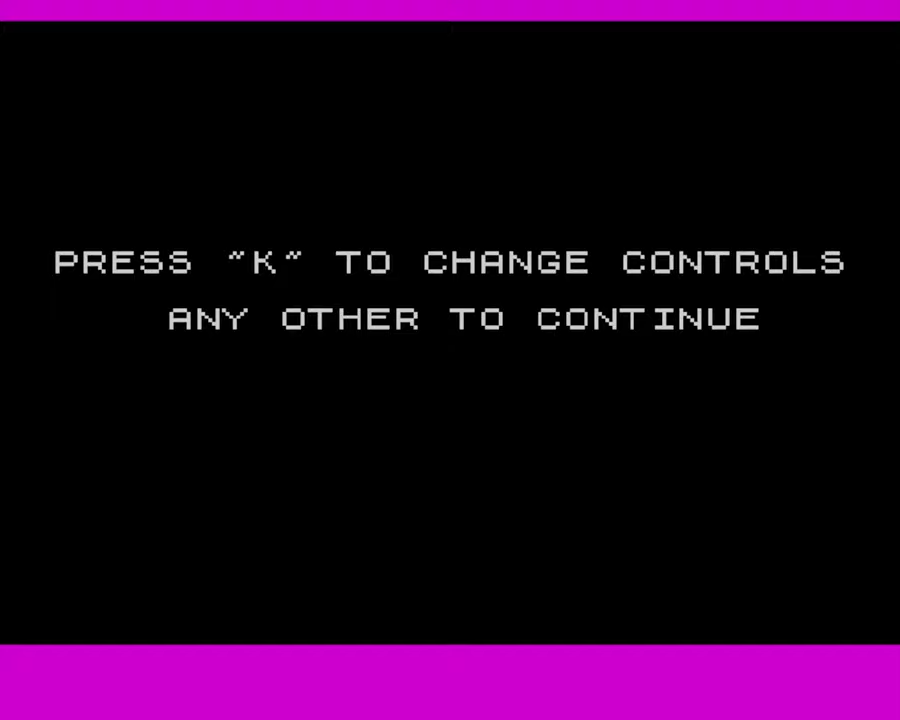 PRESS "K" TO CHANGE CONTROLS
ANY OTHER TO CONTINUE